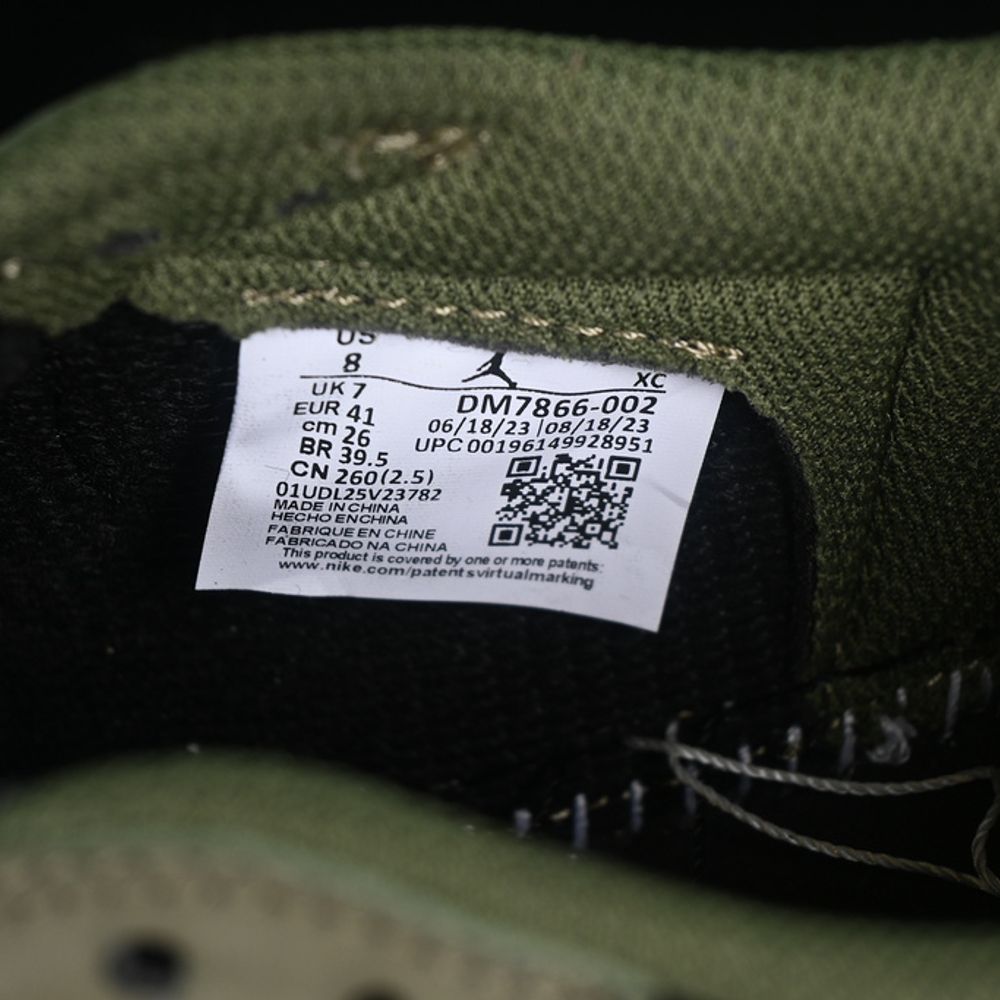 US
8
XC
UK 7
EUR 41
cm 26
BR 39.5
CN 260(2.5)
DM7866-002
06/18/23 | 08/18/23
UPC 00196149928951
01UDL25V23782
MADE IN CHINA
HECHO EN CHINA
FABRIQUE EN CHINE
FABRICADO NA CHINA
This product is covered by one or more patents:
www.nike.com/patentsvirtualmarking